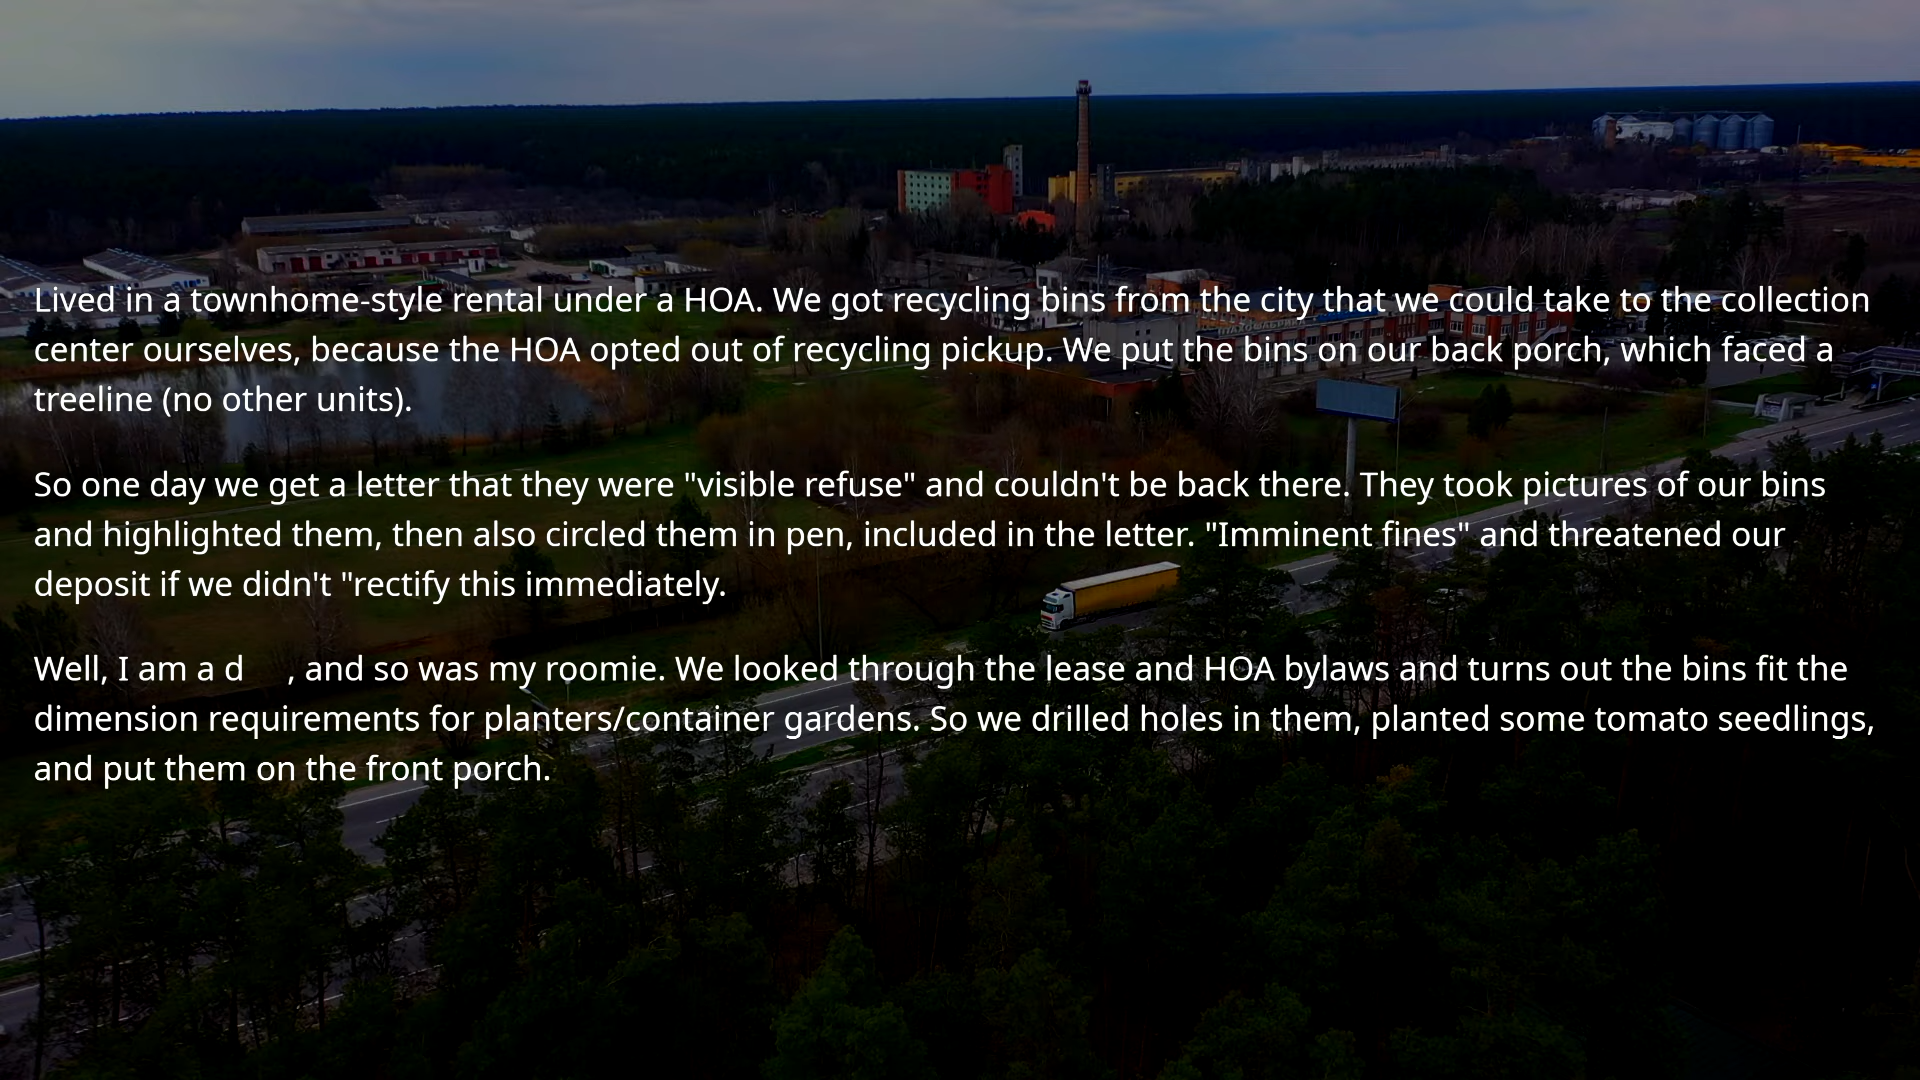 Lived in a townhome-style rental under a HOA. We got recycling bins from the city that we could take to the collection
center ourselves, because the HOA opted out of recycling pickup. We put the bins on our back porch, which faced a
treeline (no other units).
So one day we get a letter that they were "visible refuse" and couldn't be back there. They took pictures of our bins
and highlighted them, then also circled them in pen, included in the letter. "Imminent fines" and threatened our
deposit if we didn't "rectify this immediately.
Well, I am a d , and so was my roomie. We looked through the lease and HOA bylaws and turns out the bins fit the
dimension requirements for planters/container gardens. So we drilled holes in them, planted some tomato seedlings,
and put them on the front porch.